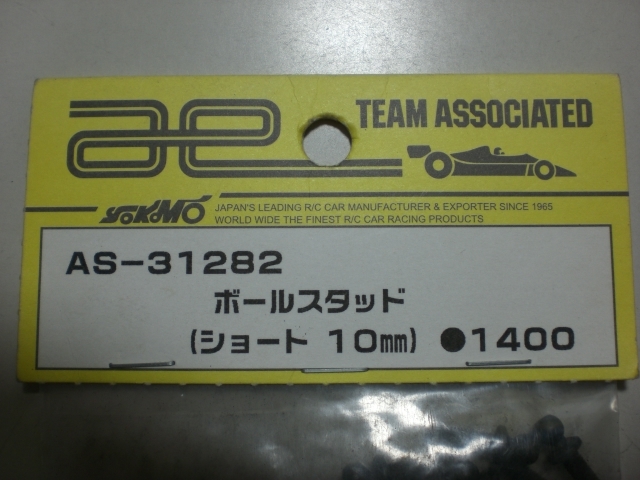 ae TEAM ASSOCIATED
YOKOMO JAPAN'S LEADING R/C CAR MANUFACTURER & EXPORTER SINCE 1965
WORLD WIDE THE FINEST R/C CAR RACING PRODUCTS
AS-31282
ボールスタッド
(ショート 10㎜) ●1400